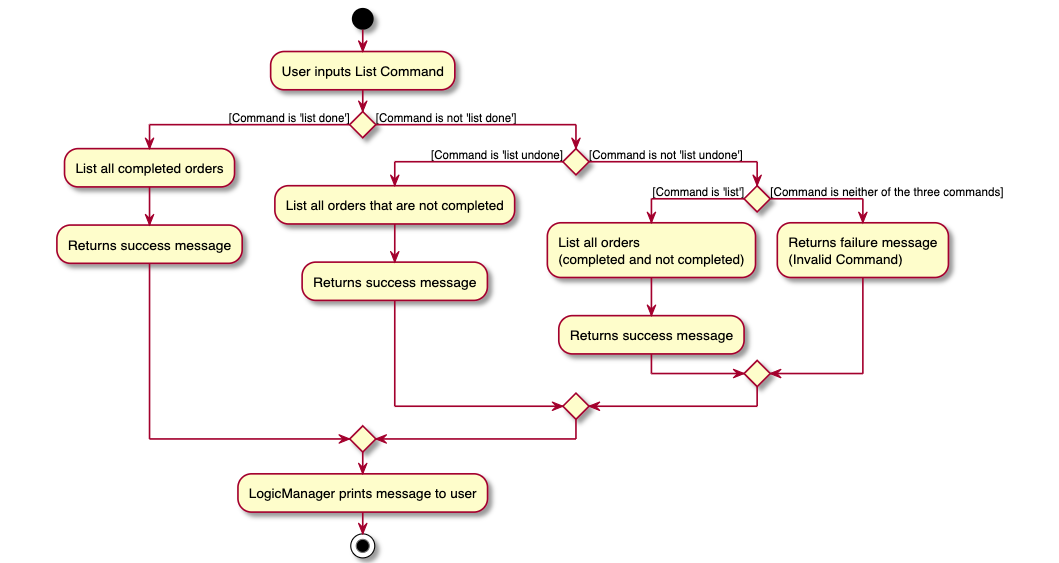 User inputs List Command
[Command is 'list done']
[Command is not 'list done']
[Command is 'list undone]
[Command is not 'list undone']
List all completed orders
[Command is 'list']
[Command is neither of the three commands]
List all orders that are not completed
Returns success message
List all orders
(completed and not completed)
Returns failure message
(Invalid Command)
Returns success message
Returns success message
LogicManager prints message to user